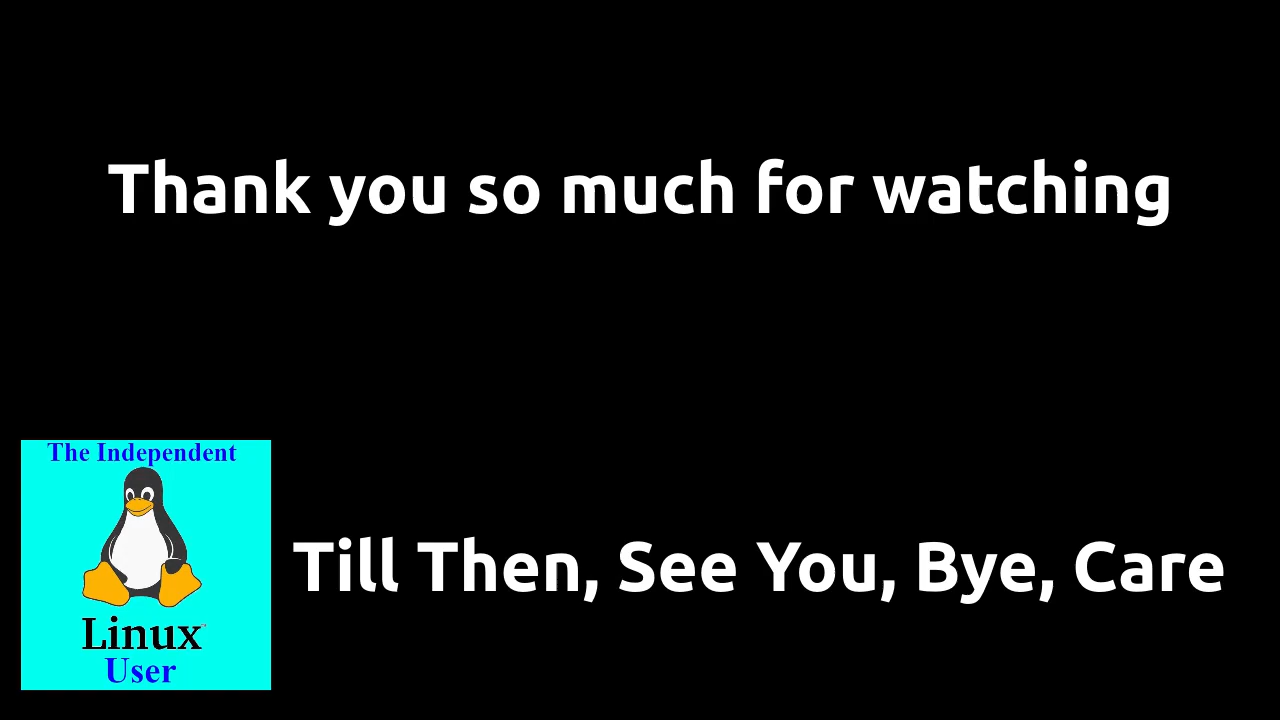 Thank you so much for watching
The Independent
Linux
User
Till Then, See You, Bye, Care